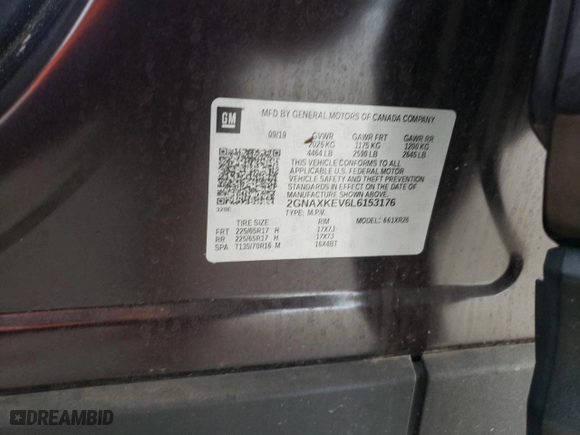 GM
MFD BY GENERAL MOTORS OF CANADA COMPANY
09/19 GVWR GAWR FRT GAWR RR
2025 KG 1175 KG 1200 KG
4464 LB 2590 LB 2645 LB
THIS VEHICLE CONFORMS TO ALL
APPLICABLE U.S. FEDERAL MOTOR
VEHICLE SAFETY, BUMPER, AND THEFT
PREVENTION STANDARDS IN EFFECT ON
THE DATE OF MANUFACTURE
SHOWN ABOVE.
2GNAXKEV6L6153176
TYPE: M.P.V. MODEL:
TIRE SIZE RIM
FRT 225/65R17 H 17X7J
RR 225/65R17 H 17X7J
SPA T135/70R16 M 16X4BT
DREAMBID